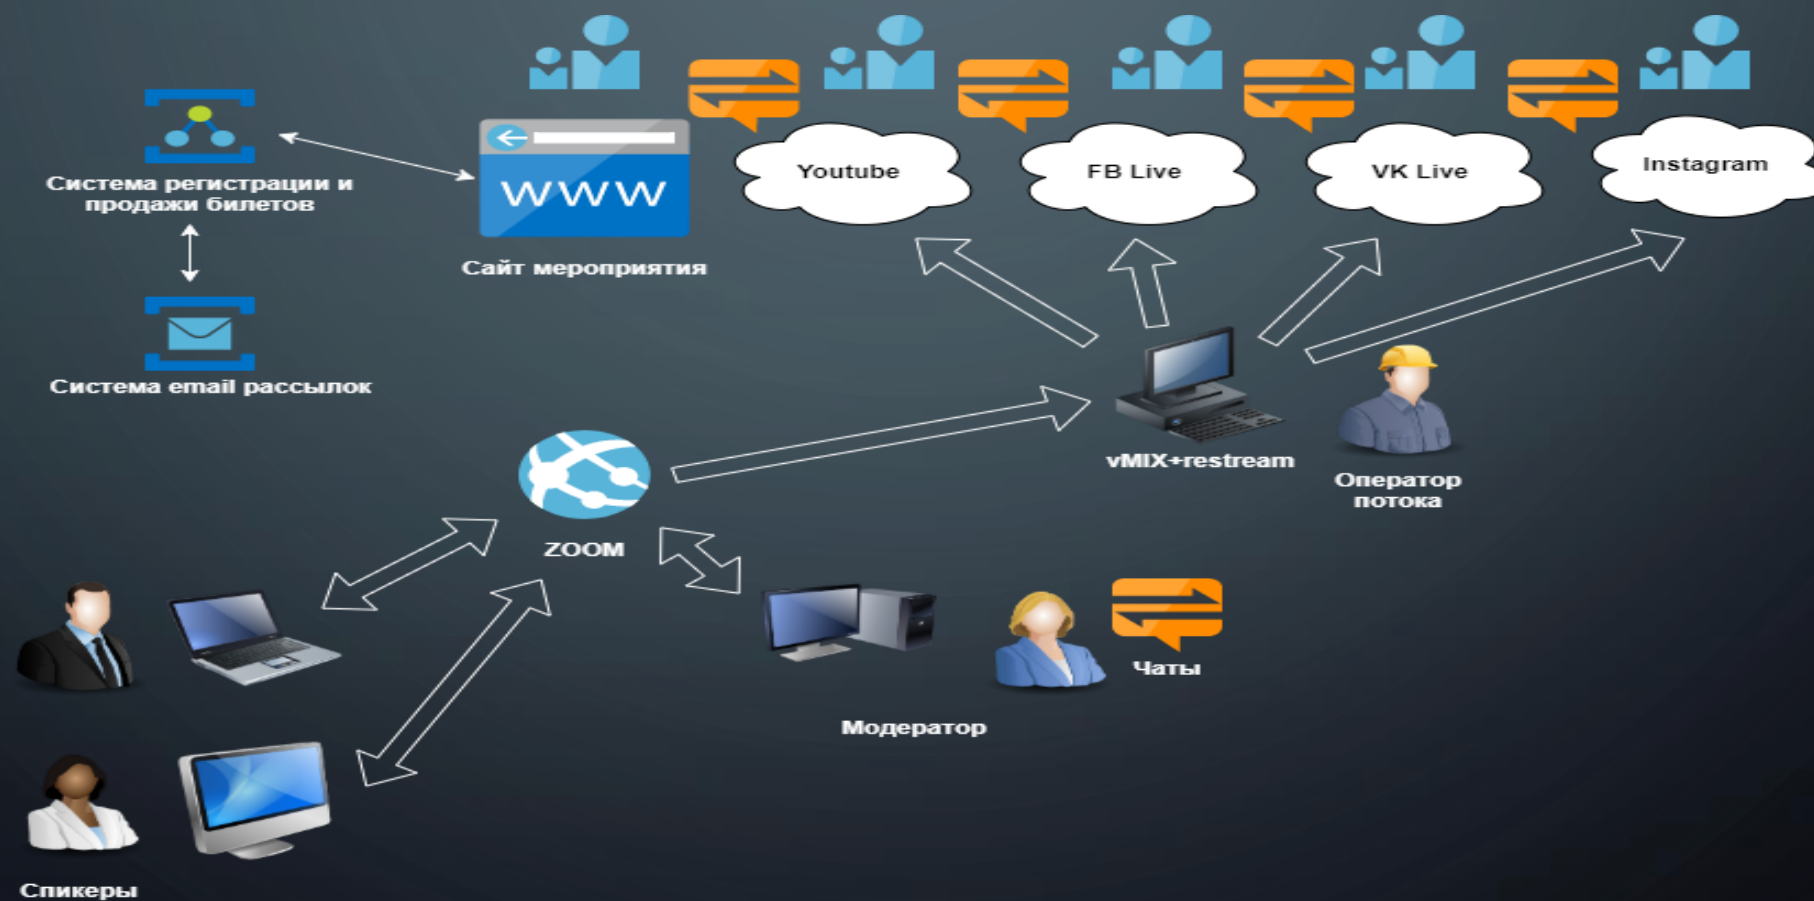 Youtube
FB Live
VK Live
Instagram
Система регистрации и
продажи билетов
www
Сайт мероприятия
Система email рассылок
vMIX+restream
Оператор
потока
ZOOM
Чаты
Модератор
Спикеры